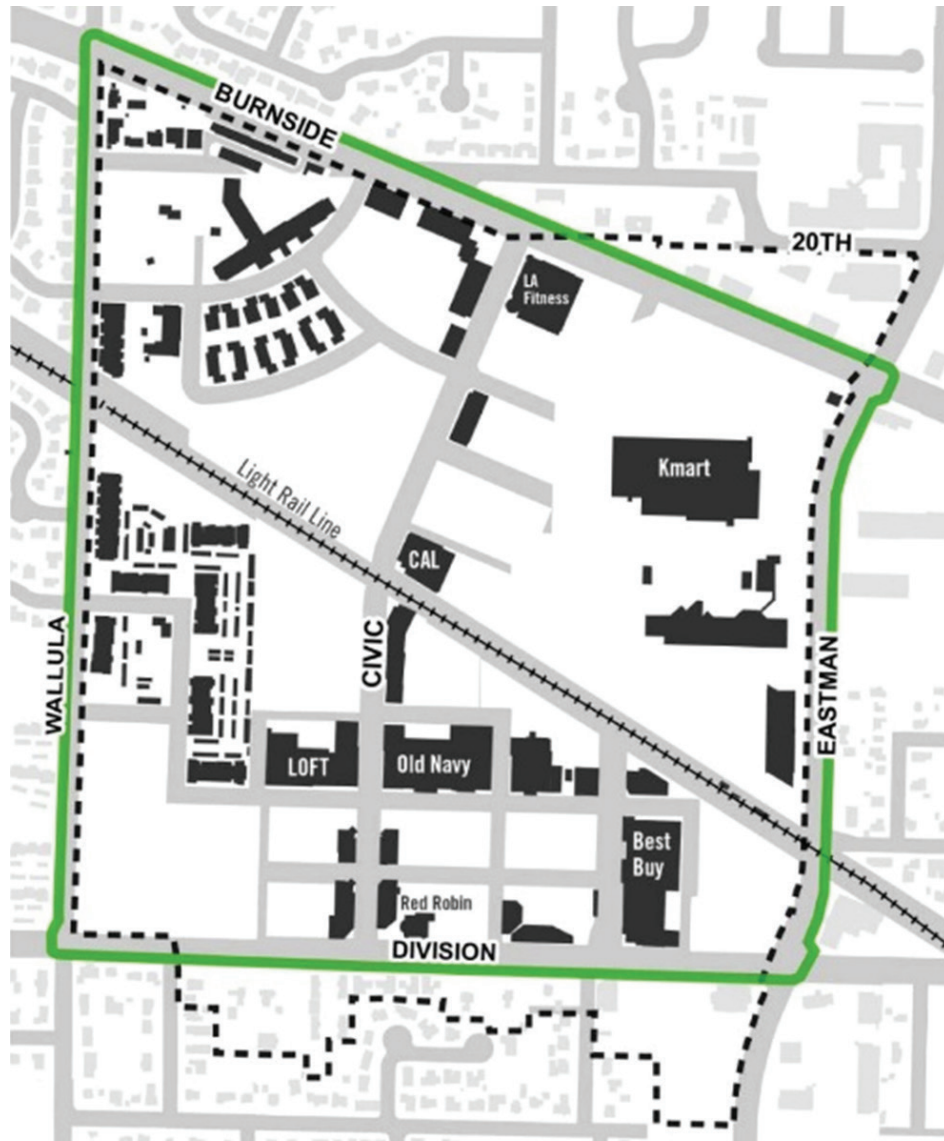 BURNSIDE
20TH
LA
Fitness
Kmart
Light Rail Line
CAL
WALLULA
CIVIC
EASTMAN
LOFT
Old Navy
Best
Buy
Red Robin
DIVISION